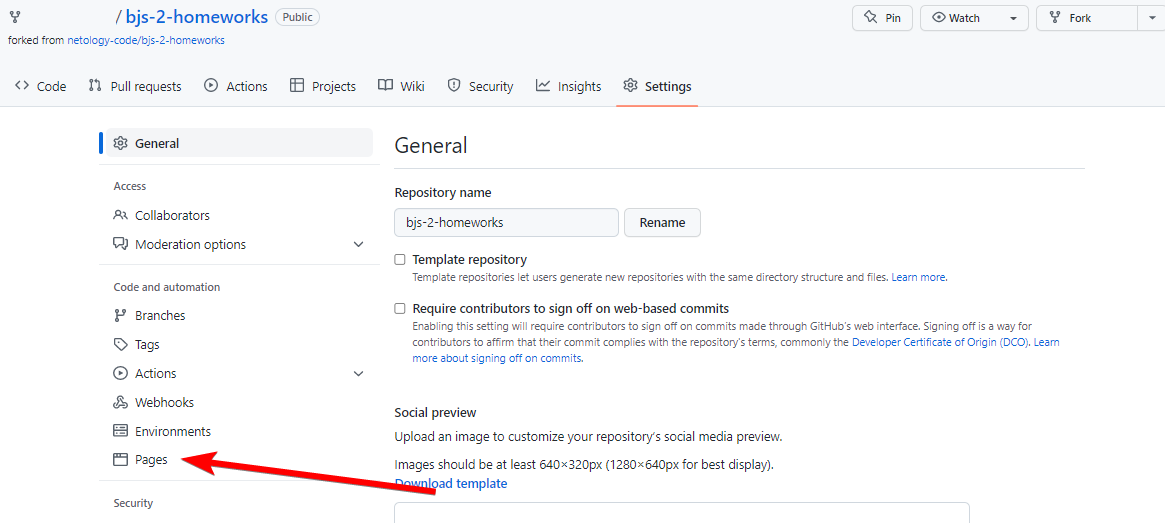 / bjs-2-homeworks Public
Pin
Watch
Fork
forked from netology-code/bjs-2-homeworks
Code
Pull requests
Actions
Projects
Wiki
Security
Insights
Settings
General
Access
Collaborators
Moderation options
Code and automation
Branches
Tags
Actions
Webhooks
Environments
Pages
Security
General
Repository name
bjs-2-homeworks
Rename
Template repository
Template repositories let users generate new repositories with the same directory structure and files. Learn more.
Require contributors to sign off on web-based commits
Enabling this setting will require contributors to sign off on commits made through GitHub's web interface. Signing off is a way for
contributors to affirm that their commit complies with the repository's terms, commonly the Developer Certificate of Origin (DCO). Learn
more about signing off on commits.
Social preview
Upload an image to customize your repository's social media preview.
Images should be at least 640×320px (1280×640px for best display).
Download template